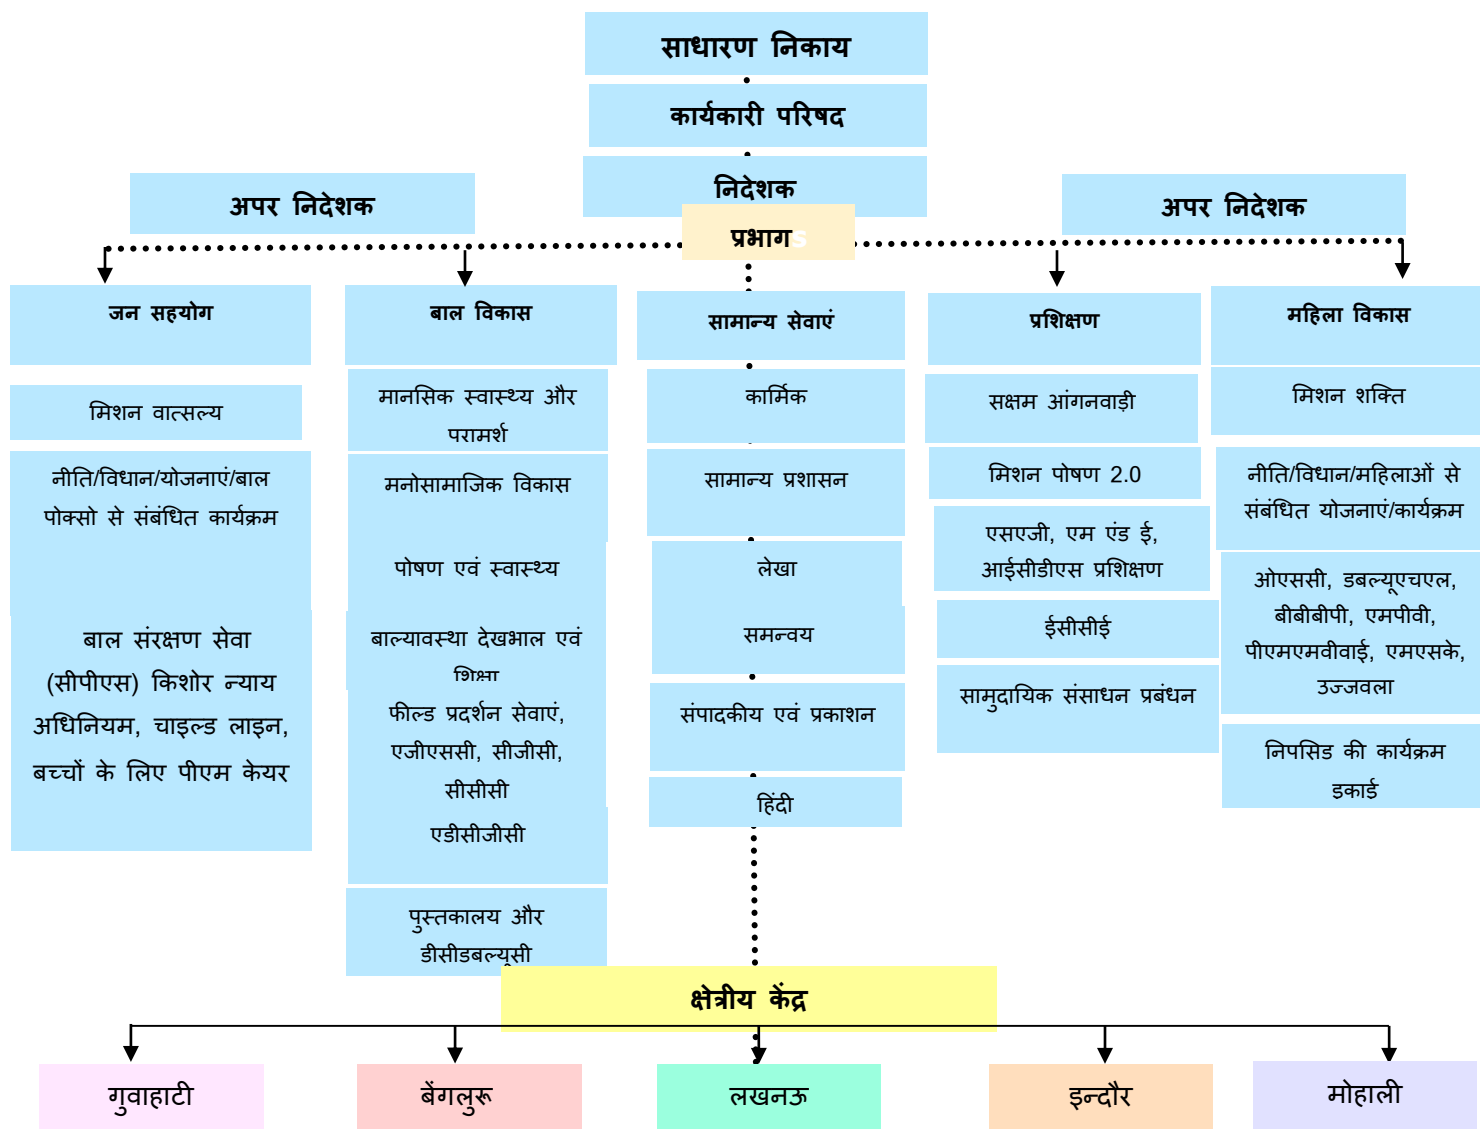 साधारण निकाय
कार्यकारी परिषद
निदेशक
अपर निदेशक
अपर निदेशक
प्रभागs
जन सहयोग
मिशन वात्सल्य
नीति/विधान/योजनाएं/बाल
पोक्सो से संबंधित कार्यक्रम
बाल संरक्षण सेवा
(सीपीएस) किशोर न्याय
अधिनियम, चाइल्ड लाइन,
बच्चों के लिए पीएम केयर
बाल विकास
मानसिक स्वास्थ्य और
परामर्श
मनोसामाजिक विकास
पोषण एवं स्वास्थ्य
बाल्यावस्था देखभाल एवं
शिक्षा
फील्ड प्रदर्शन सेवाएं,
एजीएससी, सीजीसी,
सीसीसी
एडीसीजीसी
पुस्तकालय और
डीसीडबल्यूसी
सामान्य सेवाएं
कार्मिक
सामान्य प्रशासन
लेखा
समन्वय
संपादकीय एवं प्रकाशन
हिंदी
प्रशिक्षण
सक्षम आंगनवाड़ी
मिशन पोषण 2.0
एसएजी, एम एंड ई,
आईसीडीएस प्रशिक्षण
ईसीसीई
सामुदायिक संसाधन प्रबंधन
महिला विकास
मिशन शक्ति
नीति/विधान/महिलाओं से
संबंधित योजनाएं/कार्यक्रम
ओएससी, डबल्यूएचएल,
बीबीबीपी, एमपीवी,
पीएमएमवीवाई, एमएसके,
उज्जवला
निपसिड की कार्यक्रम
इकाई
क्षेत्रीय केंद्र
गुवाहाटी
बेंगलुरू
लखनऊ
इन्दौर
मोहाली